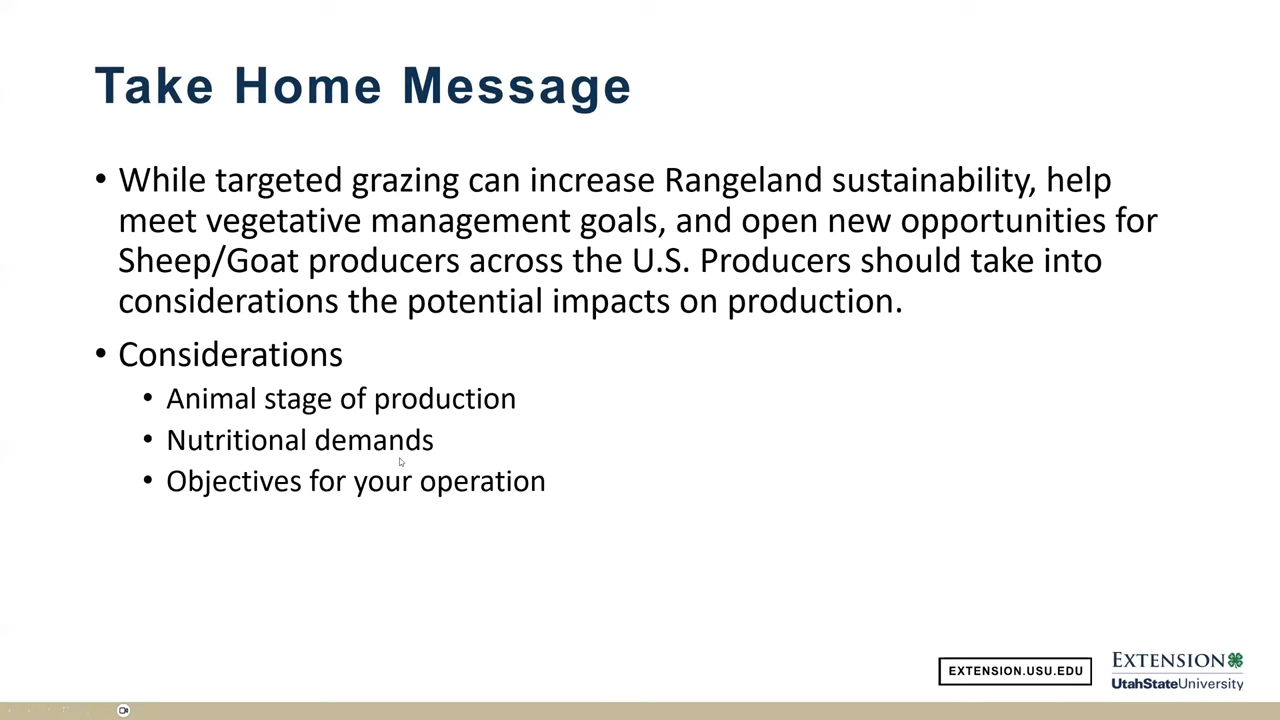 Take Home Message
• While targeted grazing can increase Rangeland sustainability, help
meet vegetative management goals, and open new opportunities for
Sheep/Goat producers across the U.S. Producers should take into
considerations the potential impacts on production.
• Considerations
• Animal stage of production
• Nutritional demands
• Objectives for your operation
EXTENSION.USU.EDU
EXTENSION
UtahStateUniversity